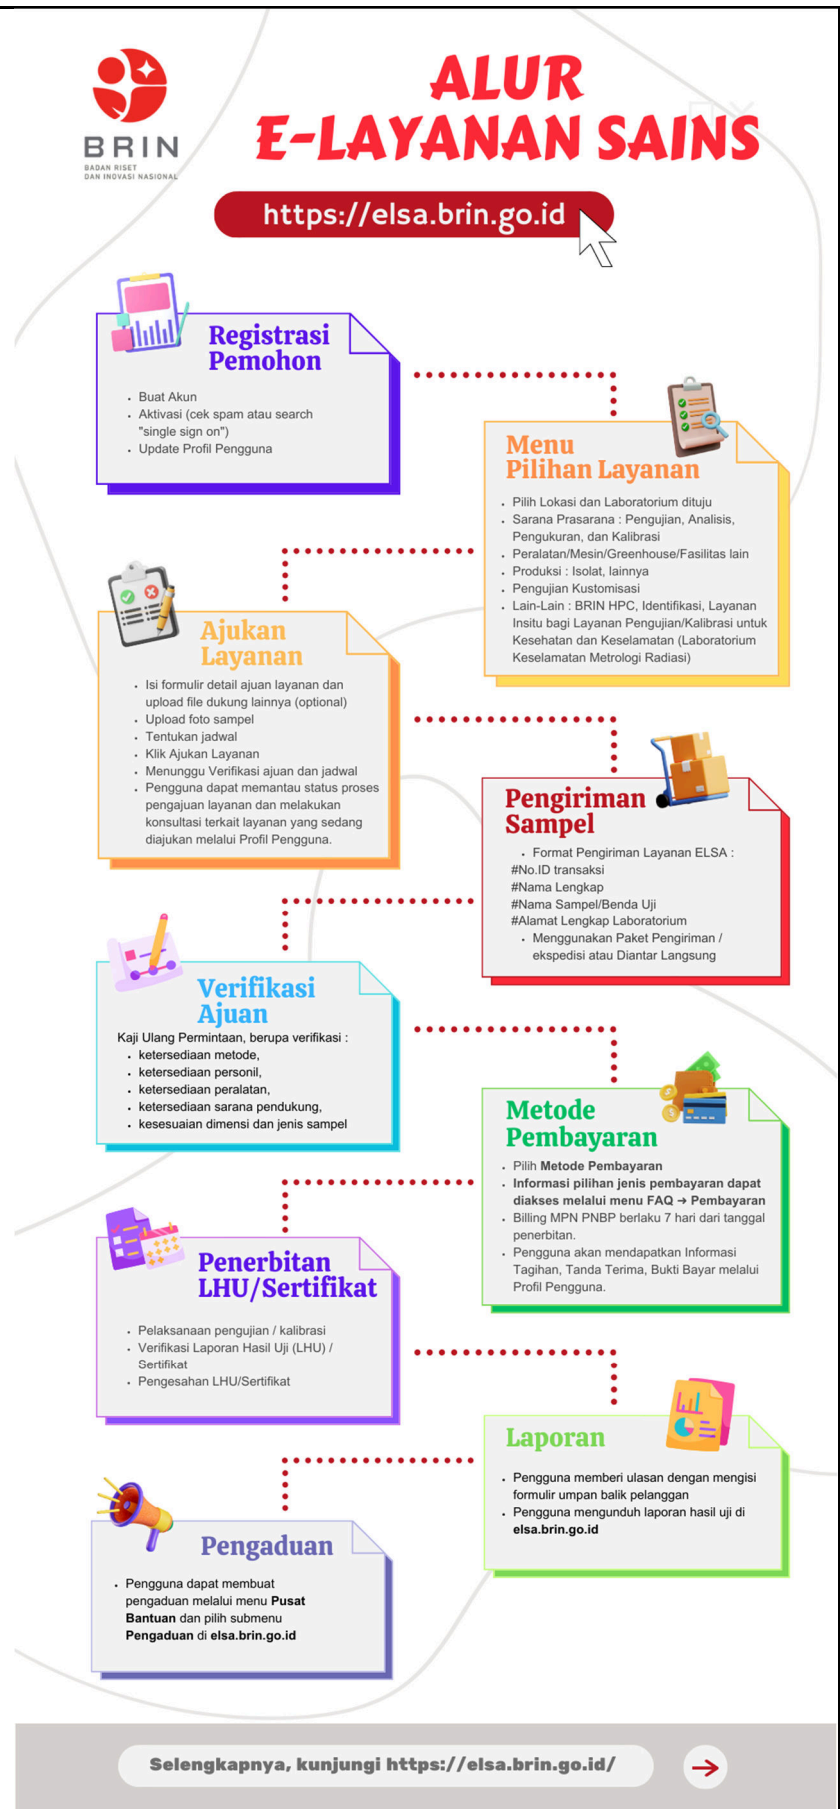 BRIN
BADAN RISET
DAN INOVASI NASIONAL
ALUR
E-LAYANAN SAINS
https://elsa.brin.go.id
Registrasi
Pemohon
• Buat Akun
• Aktivasi (cek spam atau search
"single sign on")
• Update Profil Pengguna
Menu
Pilihan Layanan
• Pilih Lokasi dan Laboratorium dituju
• Sarana Prasarana : Pengujian, Analisis,
Pengukuran, dan Kalibrasi
• Peralatan/Mesin/Greenhouse/Fasilitas lain
• Produksi : Isolat, lainnya
• Pengujian Kustomisasi
• Lain-Lain : BRIN HPC, Identifikasi, Layanan
Insitu bagi Layanan Pengujian/Kalibrasi untuk
Kesehatan dan Keselamatan (Laboratorium
Keselamatan Metrologi Radiasi)
Ajukan
Layanan
• Isi formulir detail ajuan layanan dan
upload file dukung lainnya (optional)
• Upload foto sampel
• Tentukan jadwal
• Klik Ajukan Layanan
• Menunggu Verifikasi ajuan dan jadwal
• Pengguna dapat memantau status proses
pengajuan layanan dan melakukan
konsultasi terkait layanan yang sedang
diajukan melalui Profil Pengguna.
Pengiriman
Sampel
• Format Pengiriman Layanan ELSA :
#No.ID transaksi
#Nama Lengkap
#Nama Sampel/Benda Uji
#Alamat Lengkap Laboratorium
• Menggunakan Paket Pengiriman /
ekspedisi atau Diantar Langsung
Verifikasi
Ajuan
Kaji Ulang Permintaan, berupa verifikasi :
• ketersediaan metode,
• ketersediaan personil,
• ketersediaan peralatan,
• ketersediaan sarana pendukung,
• kesesuaian dimensi dan jenis sampel
Metode
Pembayaran
• Pilih Metode Pembayaran
• Informasi pilihan jenis pembayaran dapat
diakses melalui menu FAQ ➔ Pembayaran
• Billing MPN PNBP berlaku 7 hari dari tanggal
penerbitan.
• Pengguna akan mendapatkan Informasi
Tagihan, Tanda Terima, Bukti Bayar melalui
Profil Pengguna.
Penerbitan
LHU/Sertifikat
• Pelaksanaan pengujian / kalibrasi
• Verifikasi Laporan Hasil Uji (LHU) /
Sertifikat
• Pengesahan LHU/Sertifikat
Laporan
• Pengguna memberi ulasan dengan mengisi
formulir umpan balik pelanggan
• Pengguna mengunduh laporan hasil uji di
elsa.brin.go.id
Pengaduan
• Pengguna dapat membuat
pengaduan melalui menu Pusat
Bantuan dan pilih submenu
Pengaduan di elsa.brin.go.id
Selengkapnya, kunjungi https://elsa.brin.go.id/